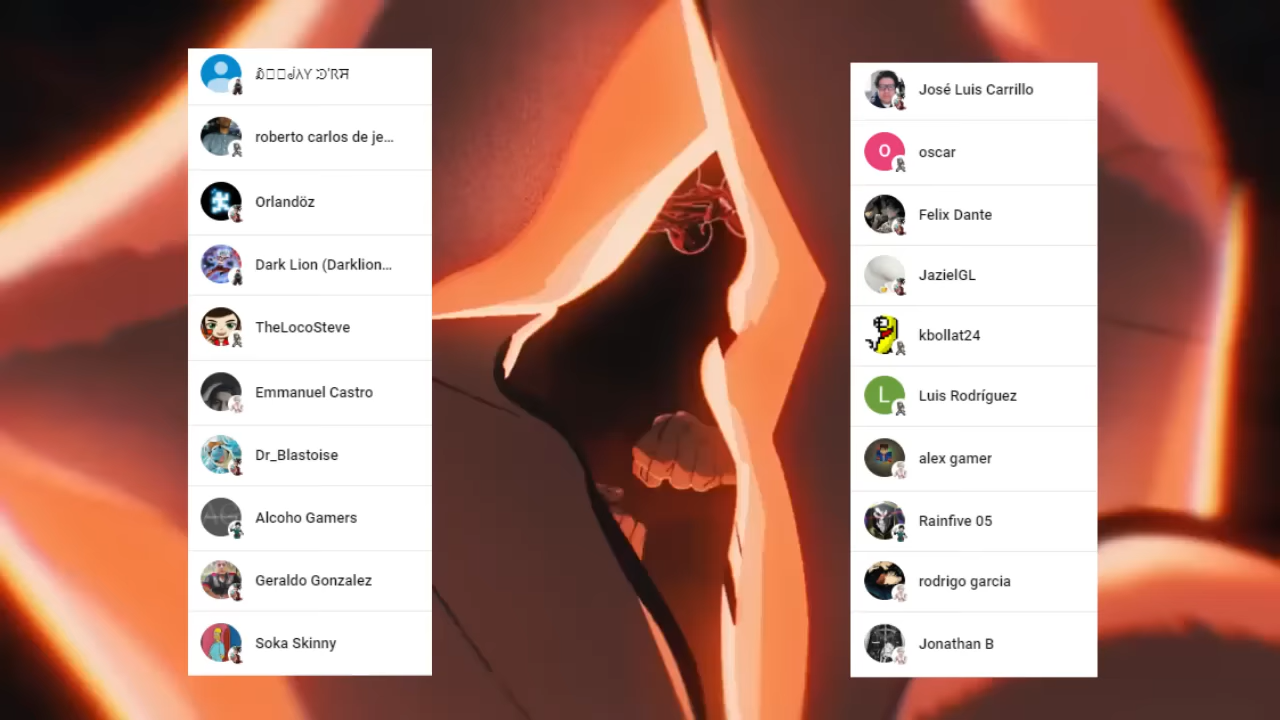 roberto carlos de je...
Orlandöz
Dark Lion (Darklion...
TheLocoSteve
Emmanuel Castro
Dr_Blastoise
Alcoho Gamers
Geraldo Gonzalez
Soka Skinny
José Luis Carrillo
oscar
Felix Dante
JazielGL
kbollat24
Luis Rodríguez
alex gamer
Rainfive 05
rodrigo garcia
Jonathan B